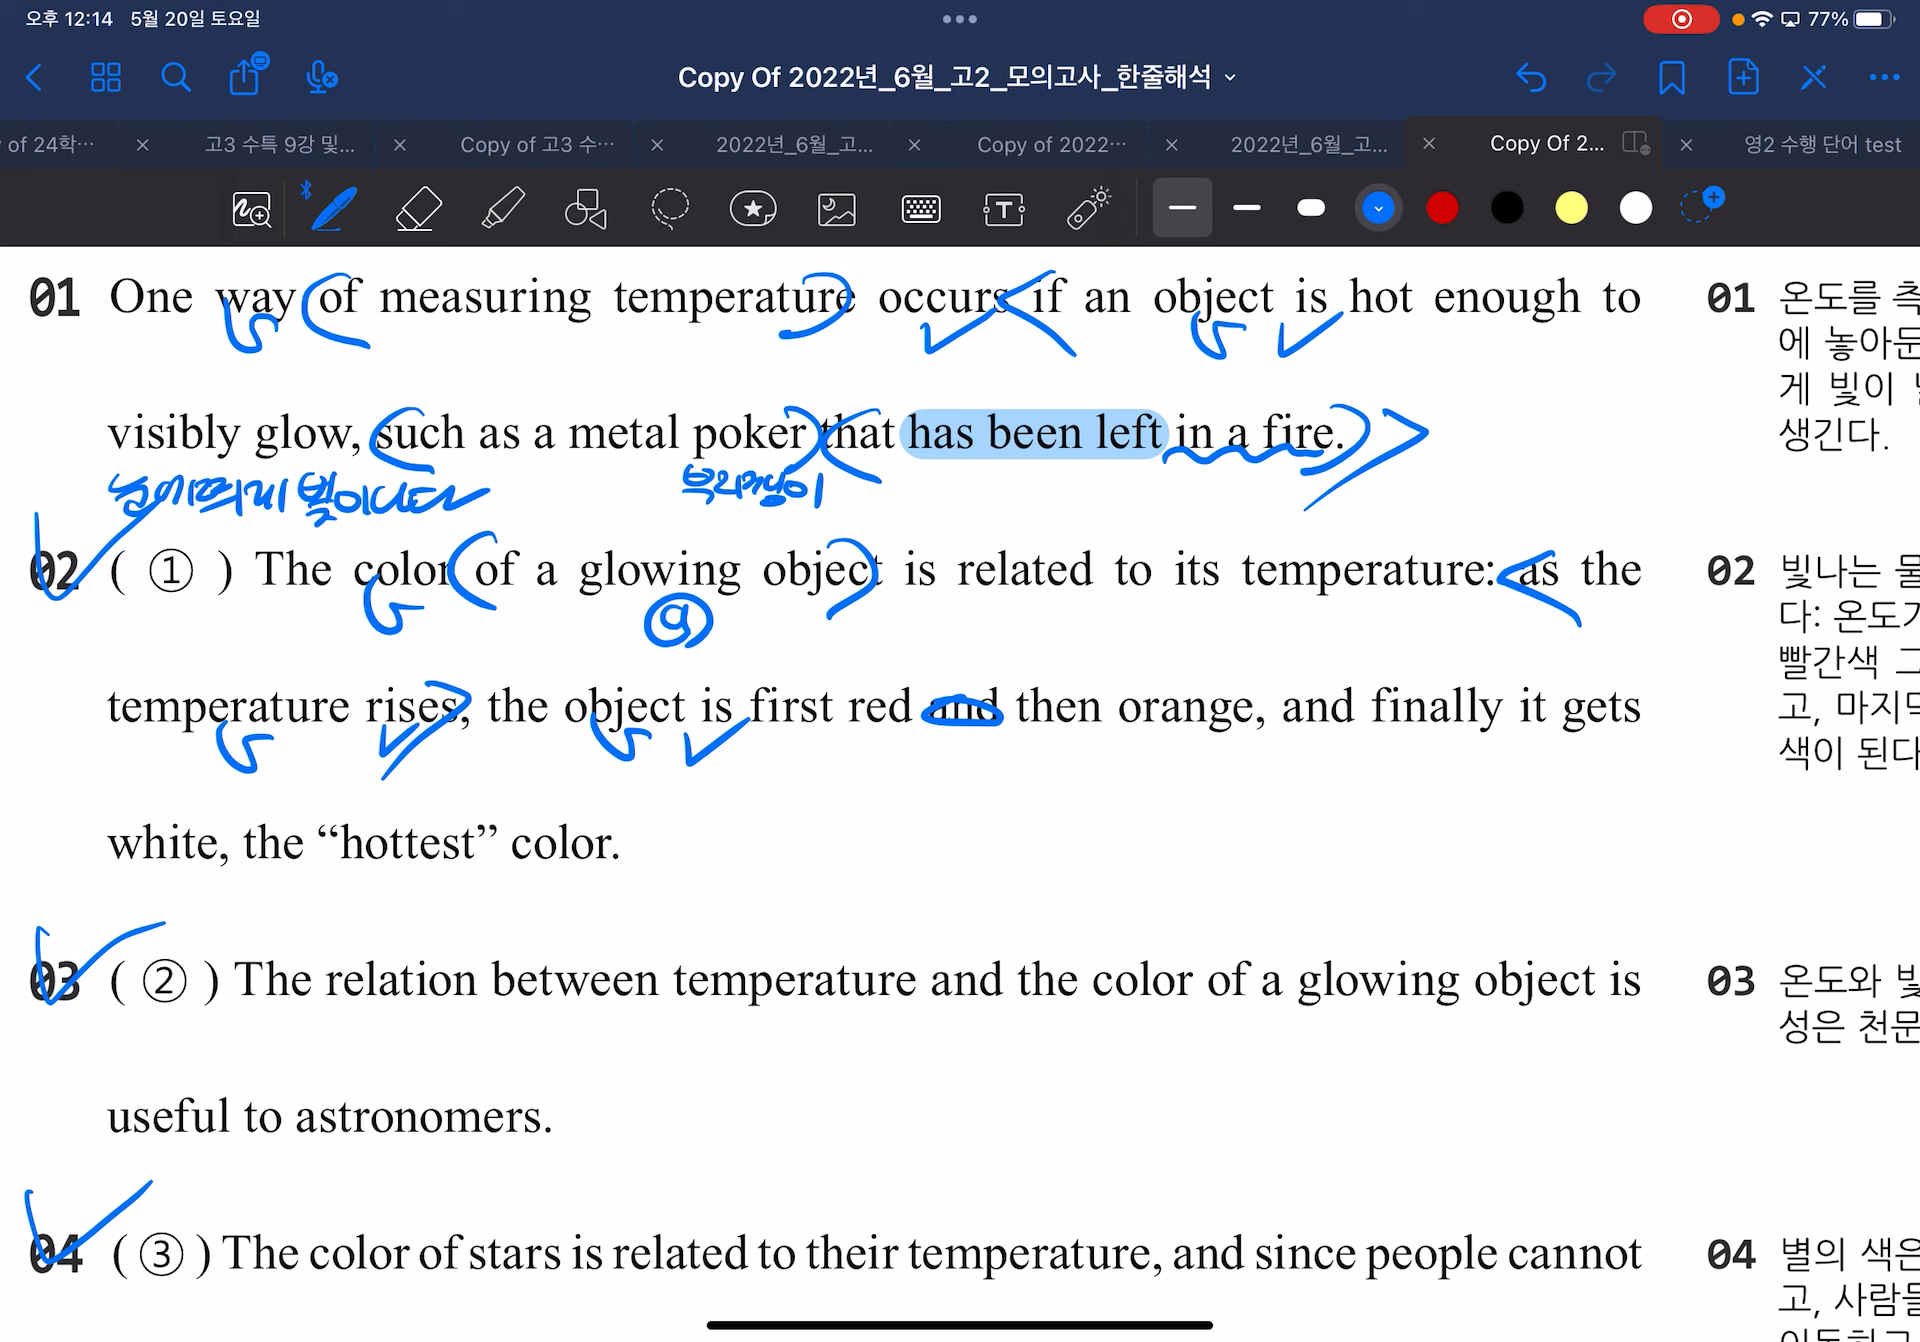 오후 12:14 5월 20일 토요일
77%
Copy Of 2022년_6월_고2_모의고사_한줄해석
of 24학…
고3 수특 9강 및...
Copy of 고3 수…
2022년_6월_고...
Copy of 2022…
2022년_6월_고...
Copy Of 2...
영2 수행 단어 test
01 One way of measuring temperature occurs if an object is hot enough to
visibly glow, such as a metal poker that has been left in a fire.
눈에띄게 빛이나다
부지깽이
02 ( ① ) The color of a glowing object is related to its temperature: as the
temperature rises, the object is first red and then orange, and finally it gets
white, the “hottest” color.
03 ( ② ) The relation between temperature and the color of a glowing object is
useful to astronomers.
04 ( ③ ) The color of stars is related to their temperature, and since people cannot
01 온도를 측
에 놓아둔
게 빛이
생긴다.
02 빛나는 물
다: 온도가
빨간색 그
고, 마지막
색이 된다
03 온도와 빛
성은 천문
04 별의 색은
고, 사람들